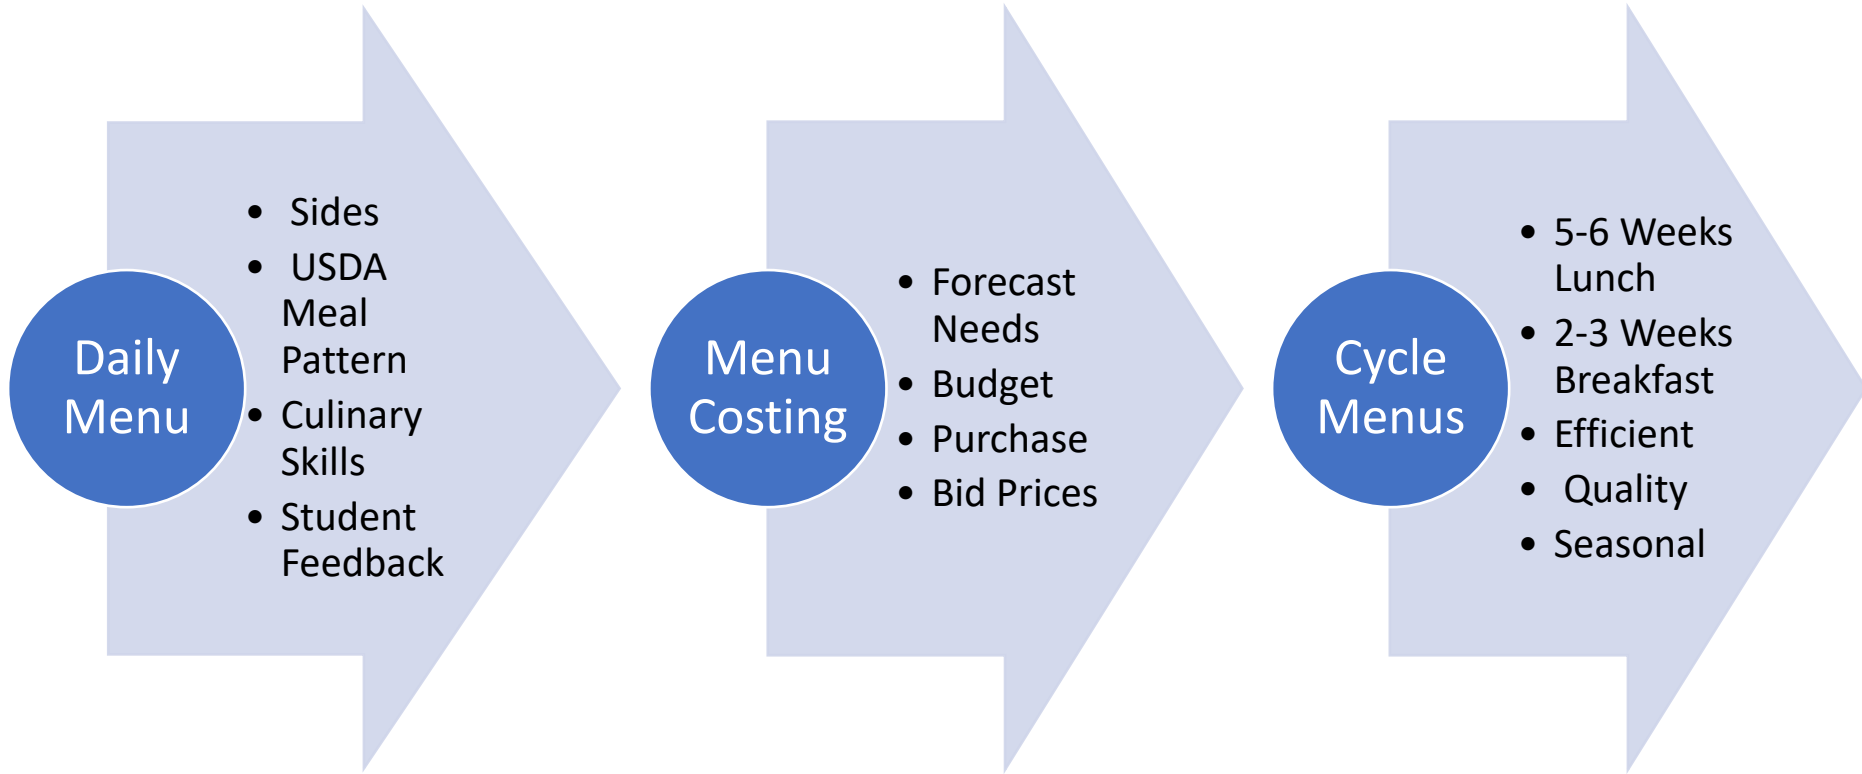 Daily
Menu
• Sides
• USDA
Meal
Pattern
• Culinary
Skills
• Student
Feedback
Menu
Costing
• Forecast
Needs
• Budget
• Purchase
• Bid Prices
Cycle
Menus
• 5-6 Weeks
Lunch
• 2-3 Weeks
Breakfast
• Efficient
• Quality
• Seasonal